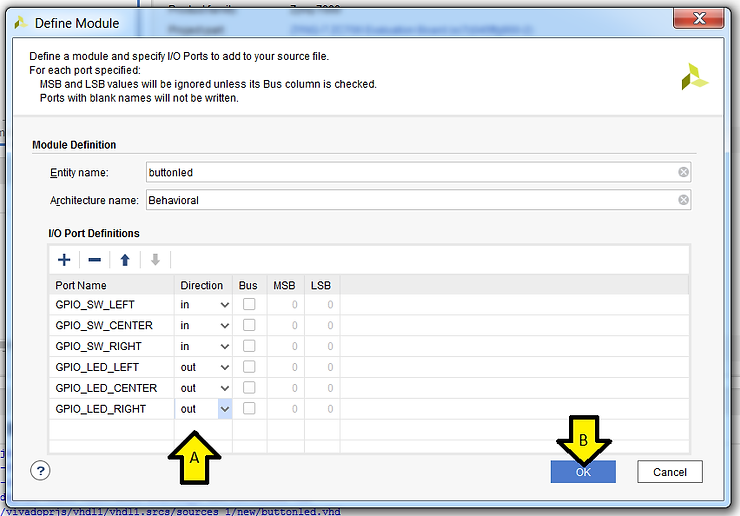 Define Module
Define a module and specify I/O Ports to add to your source file.
For each port specified:
MSB and LSB values will be ignored unless its Bus column is checked.
Ports with blank names will not be written.
Module Definition
Entity name: buttonled
Architecture name: Behavioral
I/O Port Definitions
Port Name Direction Bus MSB LSB
GPIO_SW_LEFT in 0 0
GPIO_SW_CENTER in 0 0
GPIO_SW_RIGHT in 0 0
GPIO_LED_LEFT out 0 0
GPIO_LED_CENTER out 0 0
GPIO_LED_RIGHT out 0 0
A
B
? OK Cancel
/vivadoprjs/vhdl1/vhdl1.srcs/sources_1/new/buttonled.vhd